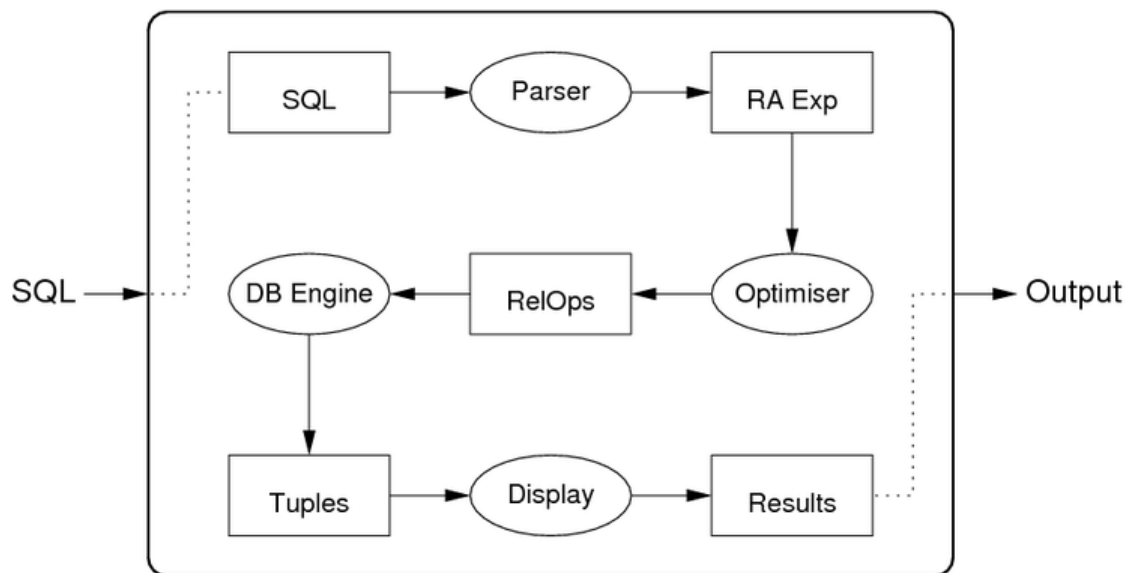 SQL
Parser
RA Exp
SQL
DB Engine
RelOps
Optimiser
Output
Tuples
Display
Results